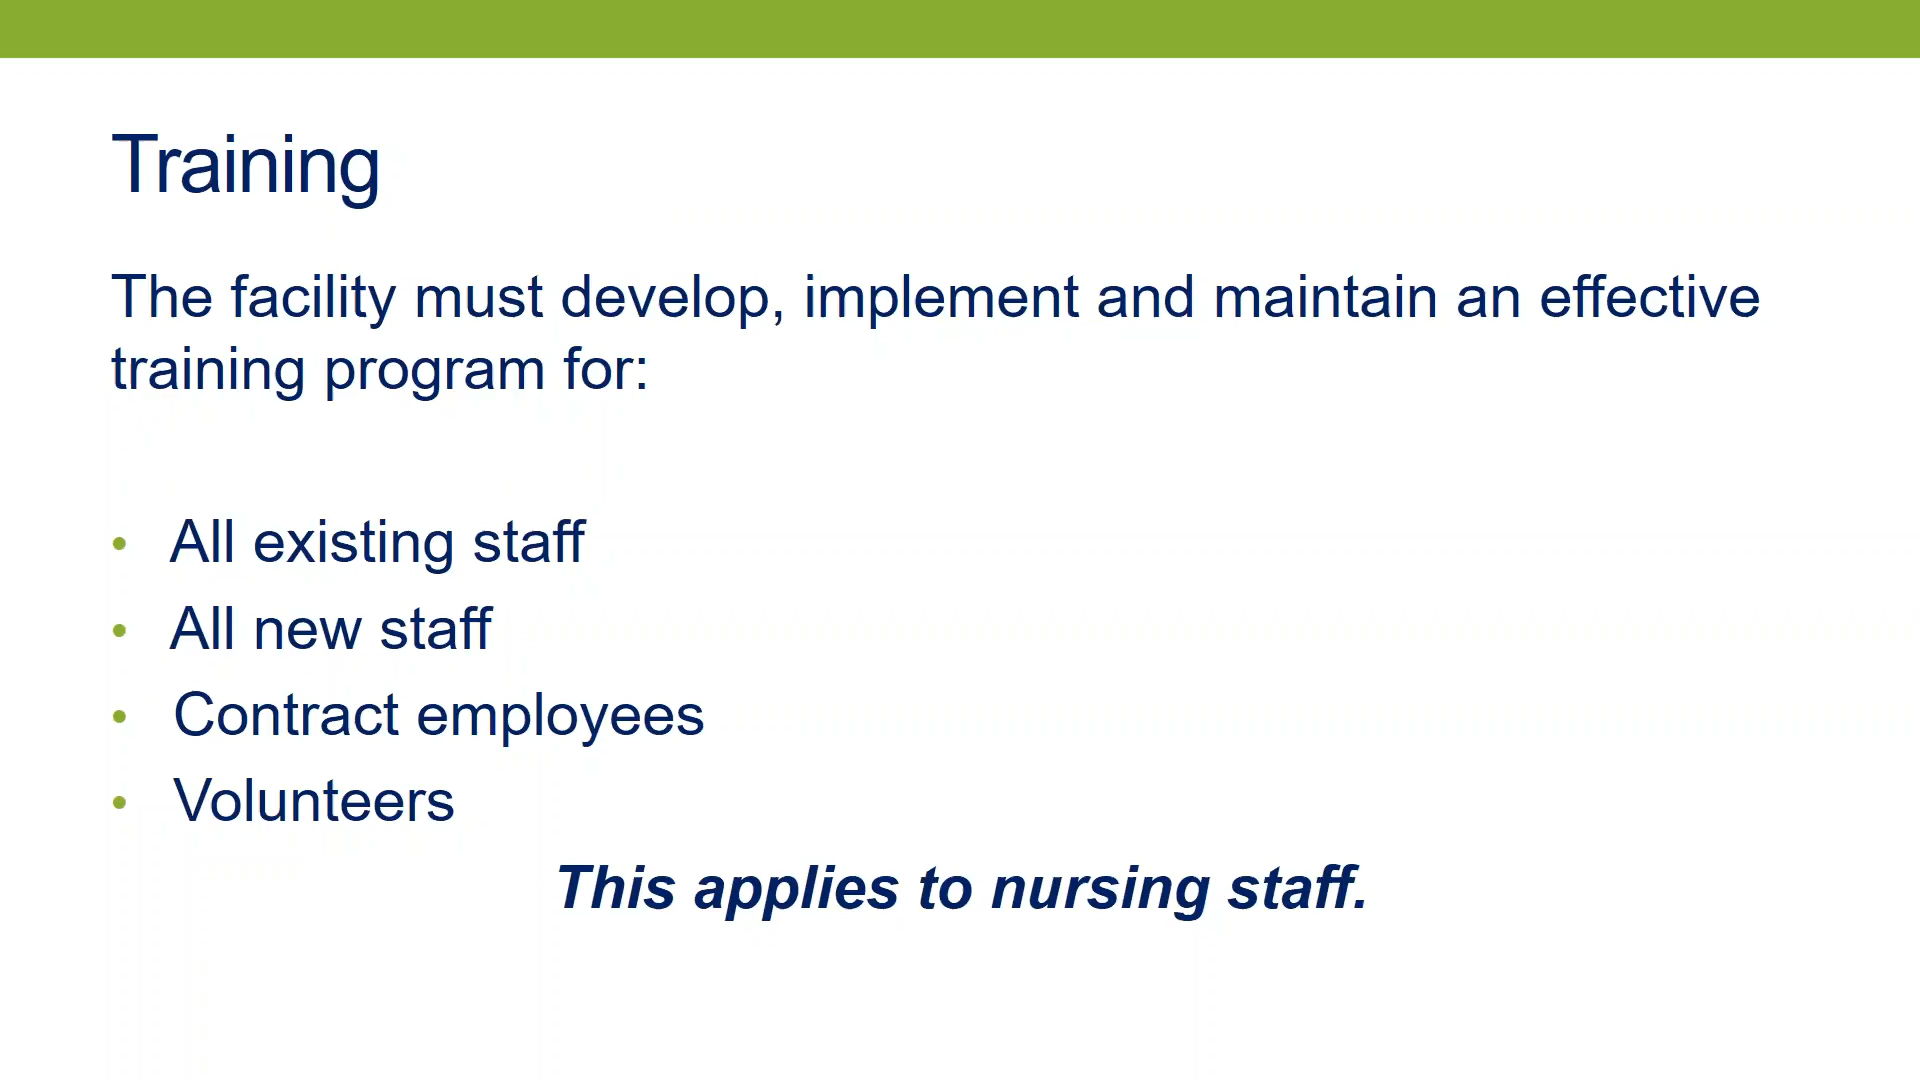 Training
The facility must develop, implement and maintain an effective
training program for:
• All existing staff
• All new staff
• Contract employees
• Volunteers
This applies to nursing staff.